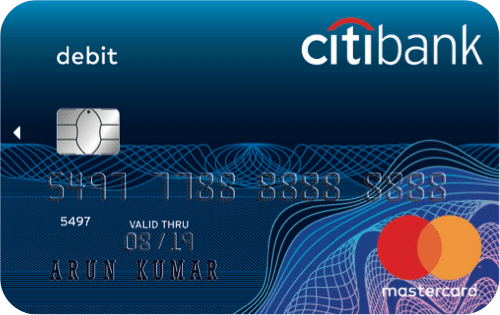 debit
citibank
5497 7788 8888 8888
5497
VALID THRU
08/19
ARUN KUMAR
mastercard